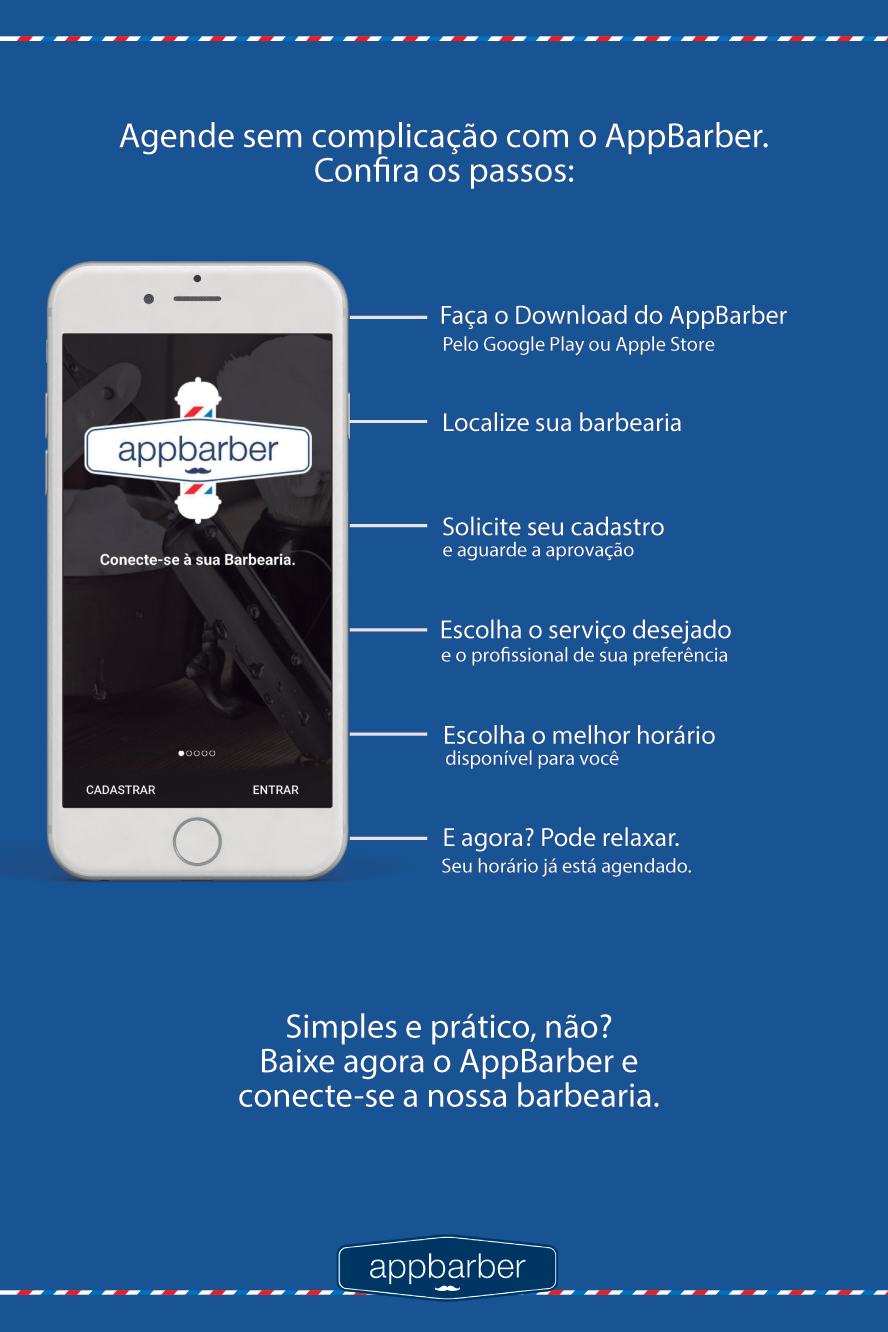 Agende sem complicação com o AppBarber.
Confira os passos:
appbarber
Conecte-se à sua Barbearia.
CADASTRAR
ENTRAR
Faça o Download do AppBarber
Pelo Google Play ou Apple Store
Localize sua barbearia
Solicite seu cadastro
e aguarde a aprovação
Escolha o serviço desejado
e o profissional de sua preferência
Escolha o melhor horário
disponível para você
E agora? Pode relaxar.
Seu horário já está agendado.
Simples e prático, não?
Baixe agora o AppBarber e
conecte-se a nossa barbearia.
appbarber